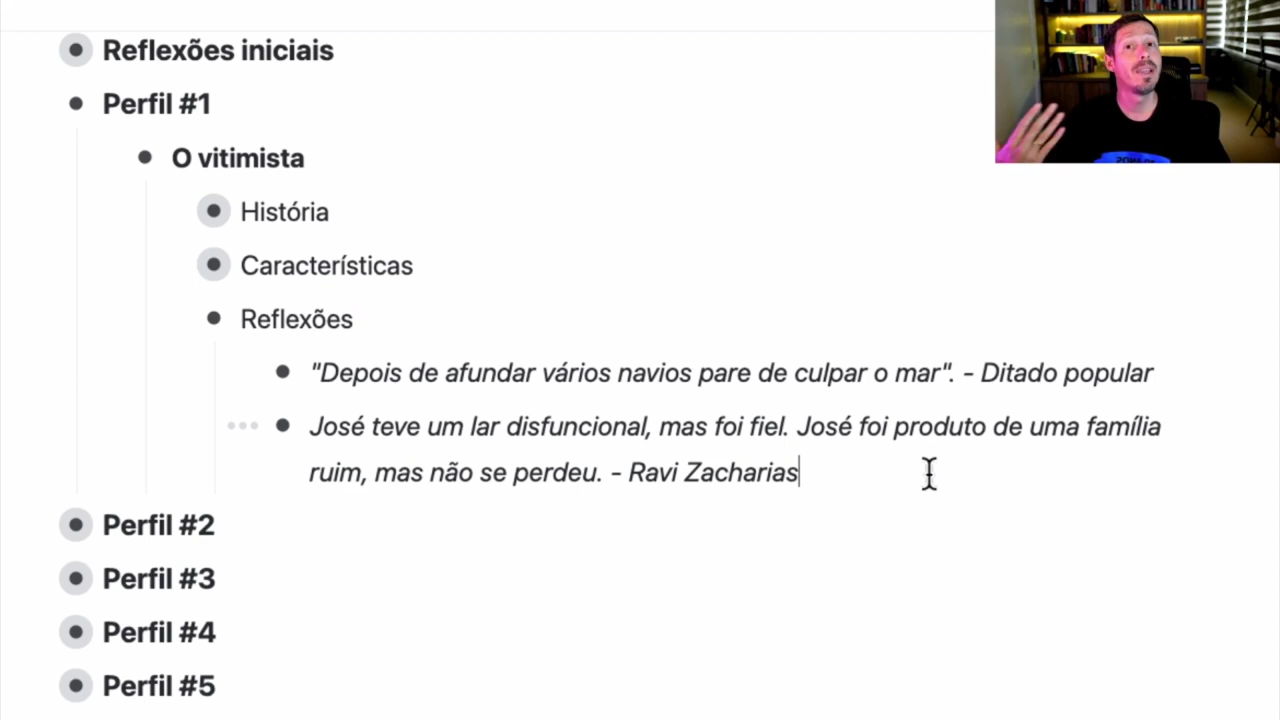 Reflexões iniciais
Perfil #1
O vitimista
História
Características
Reflexões
"Depois de afundar vários navios pare de culpar o mar". - Ditado popular
José teve um lar disfuncional, mas foi fiel. José foi produto de uma família
ruim, mas não se perdeu. - Ravi Zacharias
Perfil #2
Perfil #3
Perfil #4
Perfil #5